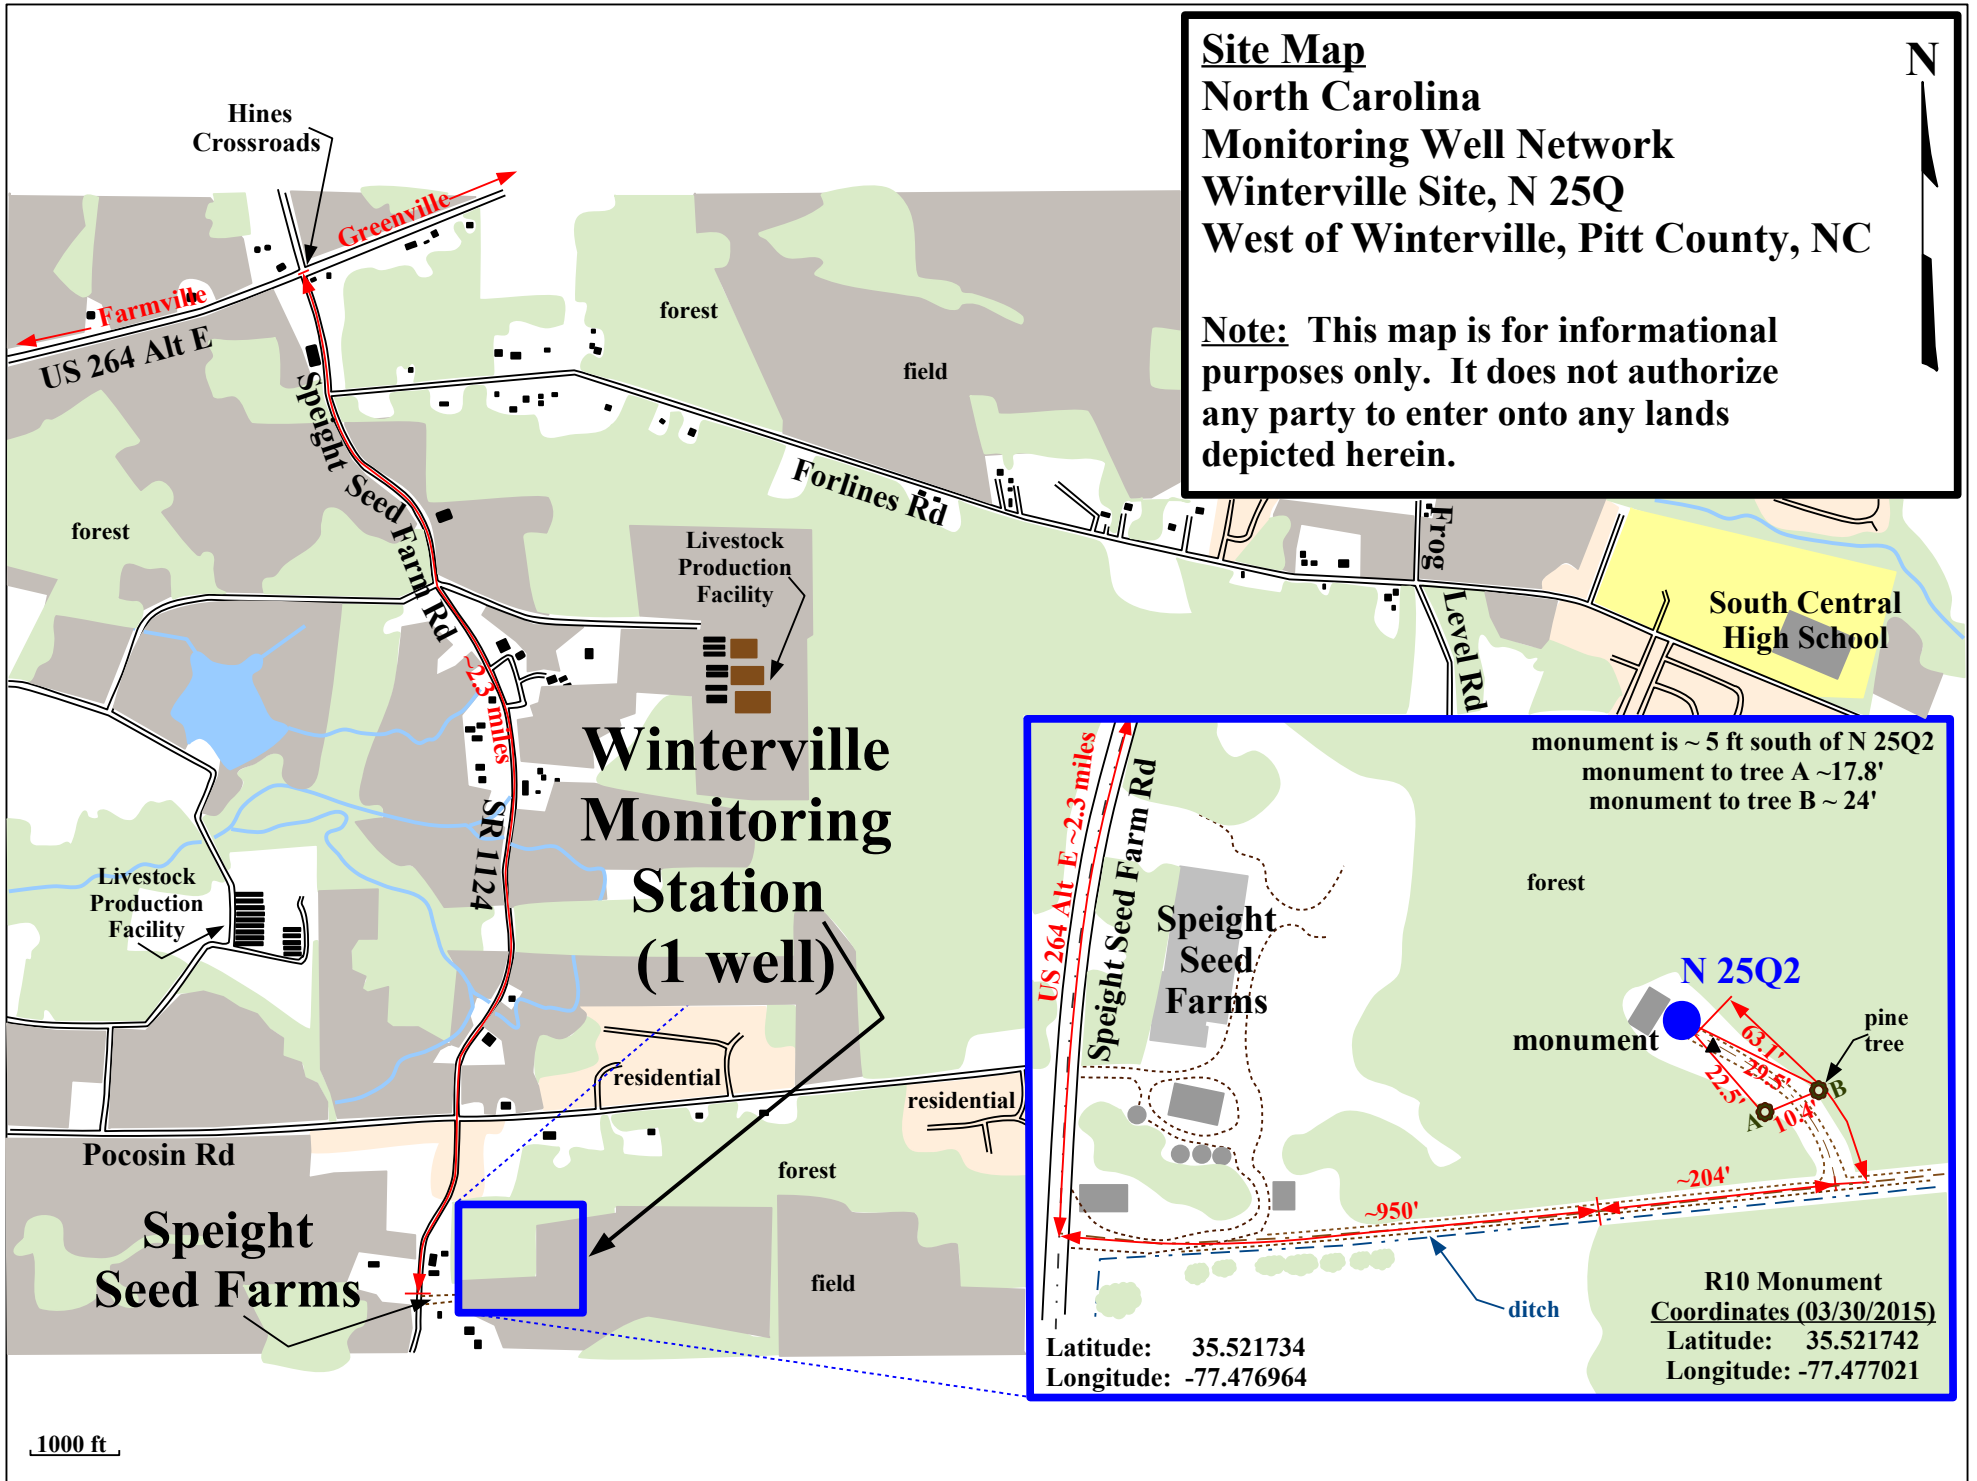 Site Map
North Carolina
Monitoring Well Network
Winterville Site, N 25Q
West of Winterville, Pitt County, NC
Note: This map is for informational
purposes only. It does not authorize
any party to enter onto any lands
depicted herein.
N
Hines
Crossroads
Greenville
Farmville
US 264 Alt E
forest
field
Speight Seed Farm Rd
Forlines Rd
forest
Livestock
Production
Facility
Frog
Level Rd
South Central
High School
~2.3 miles
SR 1124
Winterville
Monitoring
Station
(1 well)
Livestock
Production
Facility
residential
residential
Pocosin Rd
forest
field
Speight
Seed Farms
1000 ft
monument is ~ 5 ft south of N 25Q2
monument to tree A ~17.8'
monument to tree B ~ 24'
US 264 Alt E ~2.3 miles
Speight Seed Farm Rd
Speight
Seed
Farms
forest
N 25Q2
monument
pine
tree
63.1'
29.5'
22.5'
10.4'
A
B
~204'
~950'
ditch
Latitude: 35.521734
Longitude: -77.476964
R10 Monument
Coordinates (03/30/2015)
Latitude: 35.521742
Longitude: -77.477021